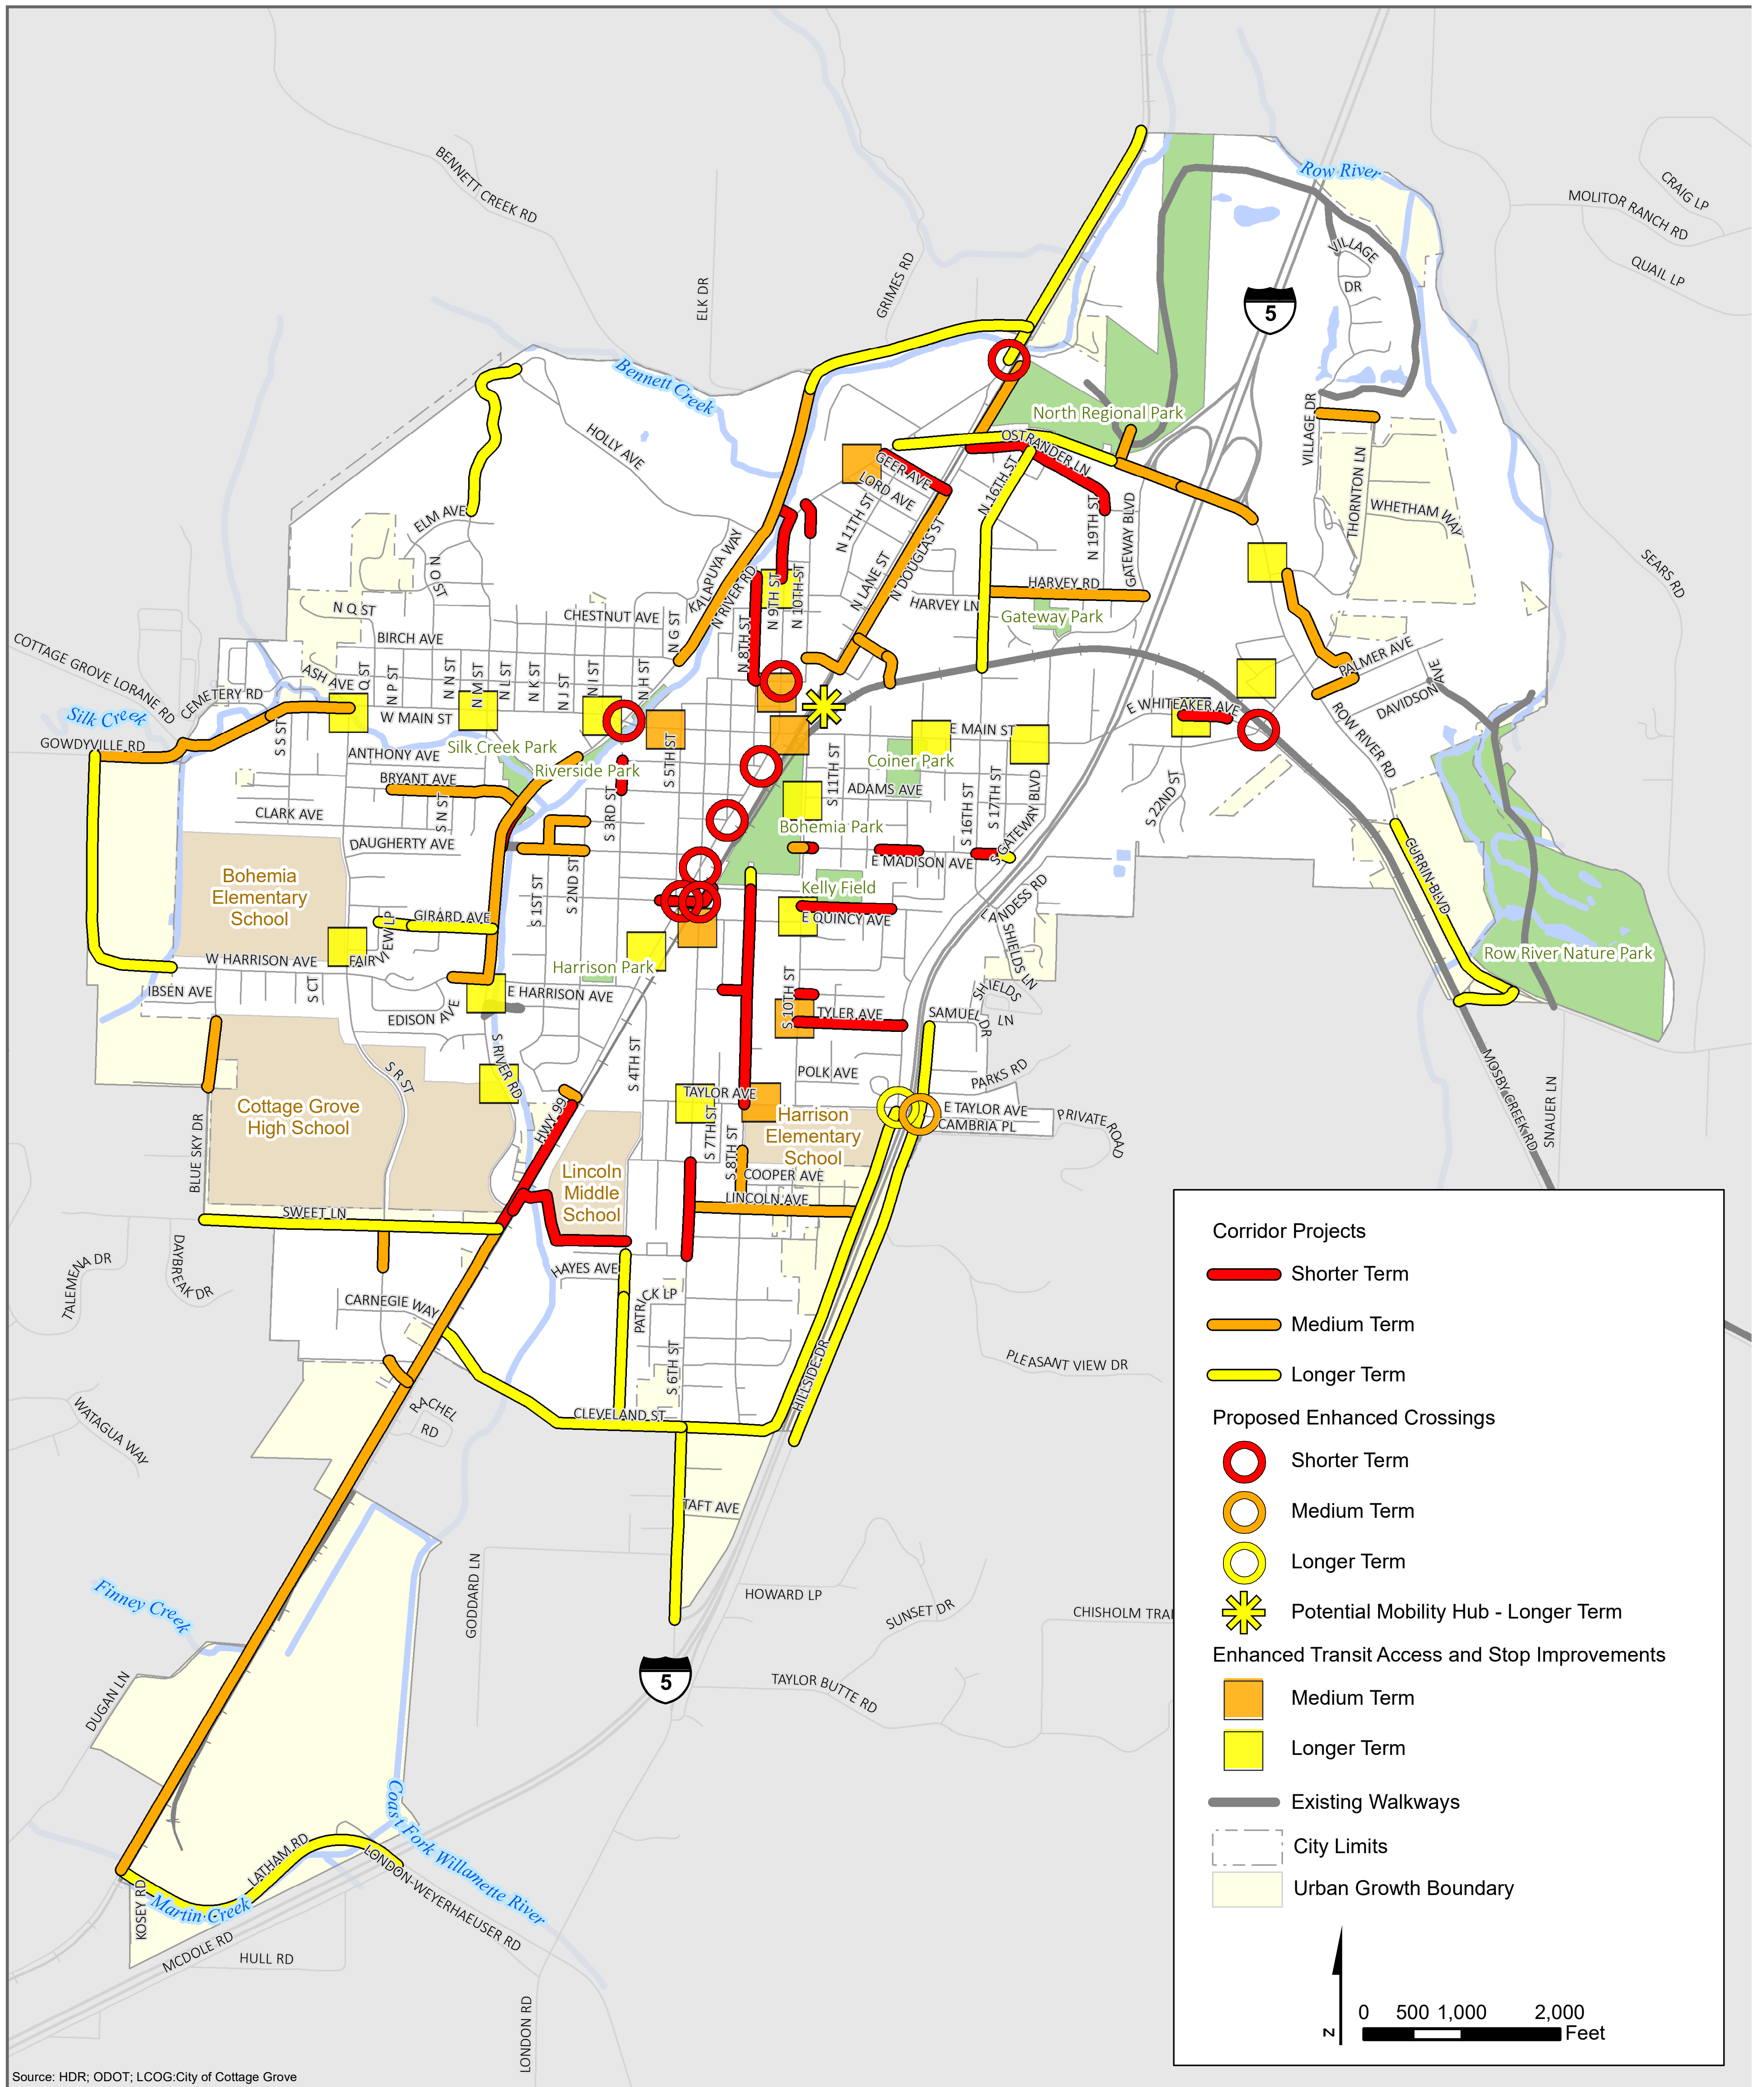 BENNETT CREEK RD
ELK DR
GRIMES RD
Row River
CRAIG LP
MOLITOR RANCH RD
QUAIL LP
VILLAGE
DR
5
Bennett Creek
HOLLY AVE
North Regional Park
VILLAGE DR
THORNTON LN
WHETHAM WAY
SEARS RD
OSTRANDER LN
GEER AVE
LORD AVE
N 11TH ST
N 16TH ST
N 19TH ST
GATEWAY BLVD
ELM AVE
KALAPUYA WAY
N RIVER RD
N LANE ST
N DOUGLAS ST
HARVEY RD
HARVEY LN
Gateway Park
N Q ST
CHESTNUT AVE
N G ST
N 8TH ST
N 9TH ST
N 10TH ST
BIRCH AVE
COTTAGE GROVE LORANE RD
CEMETERY RD
ASH AVE
Q ST
N P ST
N N ST
N M ST
N L ST
N K ST
N J ST
N I ST
N H ST
PALMER AVE
DAVIDSON AVE
Silk Creek
W MAIN ST
E WHITEAKER AVE
ROW RIVER RD
GOWDYVILLE RD
S S ST
ANTHONY AVE
Silk Creek Park
Riverside Park
S 5TH ST
E MAIN ST
Coiner Park
BRYANT AVE
S N ST
S 3RD ST
S 11TH ST
ADAMS AVE
S 16TH ST
S 17TH ST
S GATEWAY BLVD
S 22ND ST
CLARK AVE
Bohemia Park
DAUGHERTY AVE
E MADISON AVE
CURRIN BLVD
Bohemia
Elementary
School
S 1ST ST
S 2ND ST
Kelly Field
LANDESS RD
GIRARD AVE
E QUINCY AVE
SHIELDS LN
W HARRISON AVE
FAIR VIEW LP
Harrison Park
Row River Nature Park
IBSEN AVE
S CT
E HARRISON AVE
SHIELDS
LN
EDISON AVE
S 10TH ST
TYLER AVE
SAMUEL DR
S RIVER RD
S 4TH ST
POLK AVE
PARKS RD
MOSBY CREEK RD
SNAUER LN
S R ST
Cottage Grove
High School
HWY 99
TAYLOR AVE
Harrison
Elementary
School
E TAYLOR AVE
CAMBRIA PL
PRIVATE ROAD
BLUE SKY DR
S 7TH ST
S 8TH ST
Lincoln
Middle
School
COOPER AVE
LINCOLN AVE
SWEET LN
TALEMENA DR
DAYBREAK DR
HAYES AVE
CARNEGIE WAY
PATRICK LP
S 6TH ST
HILLSIDE DR
PLEASANT VIEW DR
WATAGUA WAY
RACHEL
RD
CLEVELAND ST
TAFT AVE
Finney Creek
GODDARD LN
HOWARD LP
SUNSET DR
DUGAN LN
5
TAYLOR BUTTE RD
Coast Fork Willamette River
LATHAM RD
LONDON-WEYERHAEUSER RD
Martin Creek
KOSEY RD
MCDOLE RD
HULL RD
LONDON RD
Corridor Projects
Shorter Term
Medium Term
Longer Term
Proposed Enhanced Crossings
Shorter Term
Medium Term
Longer Term
Potential Mobility Hub - Longer Term
Enhanced Transit Access and Stop Improvements
Medium Term
Longer Term
Existing Walkways
City Limits
Urban Growth Boundary
N
0 500 1,000 2,000
Feet
Source: HDR; ODOT; LCOG:City of Cottage Grove